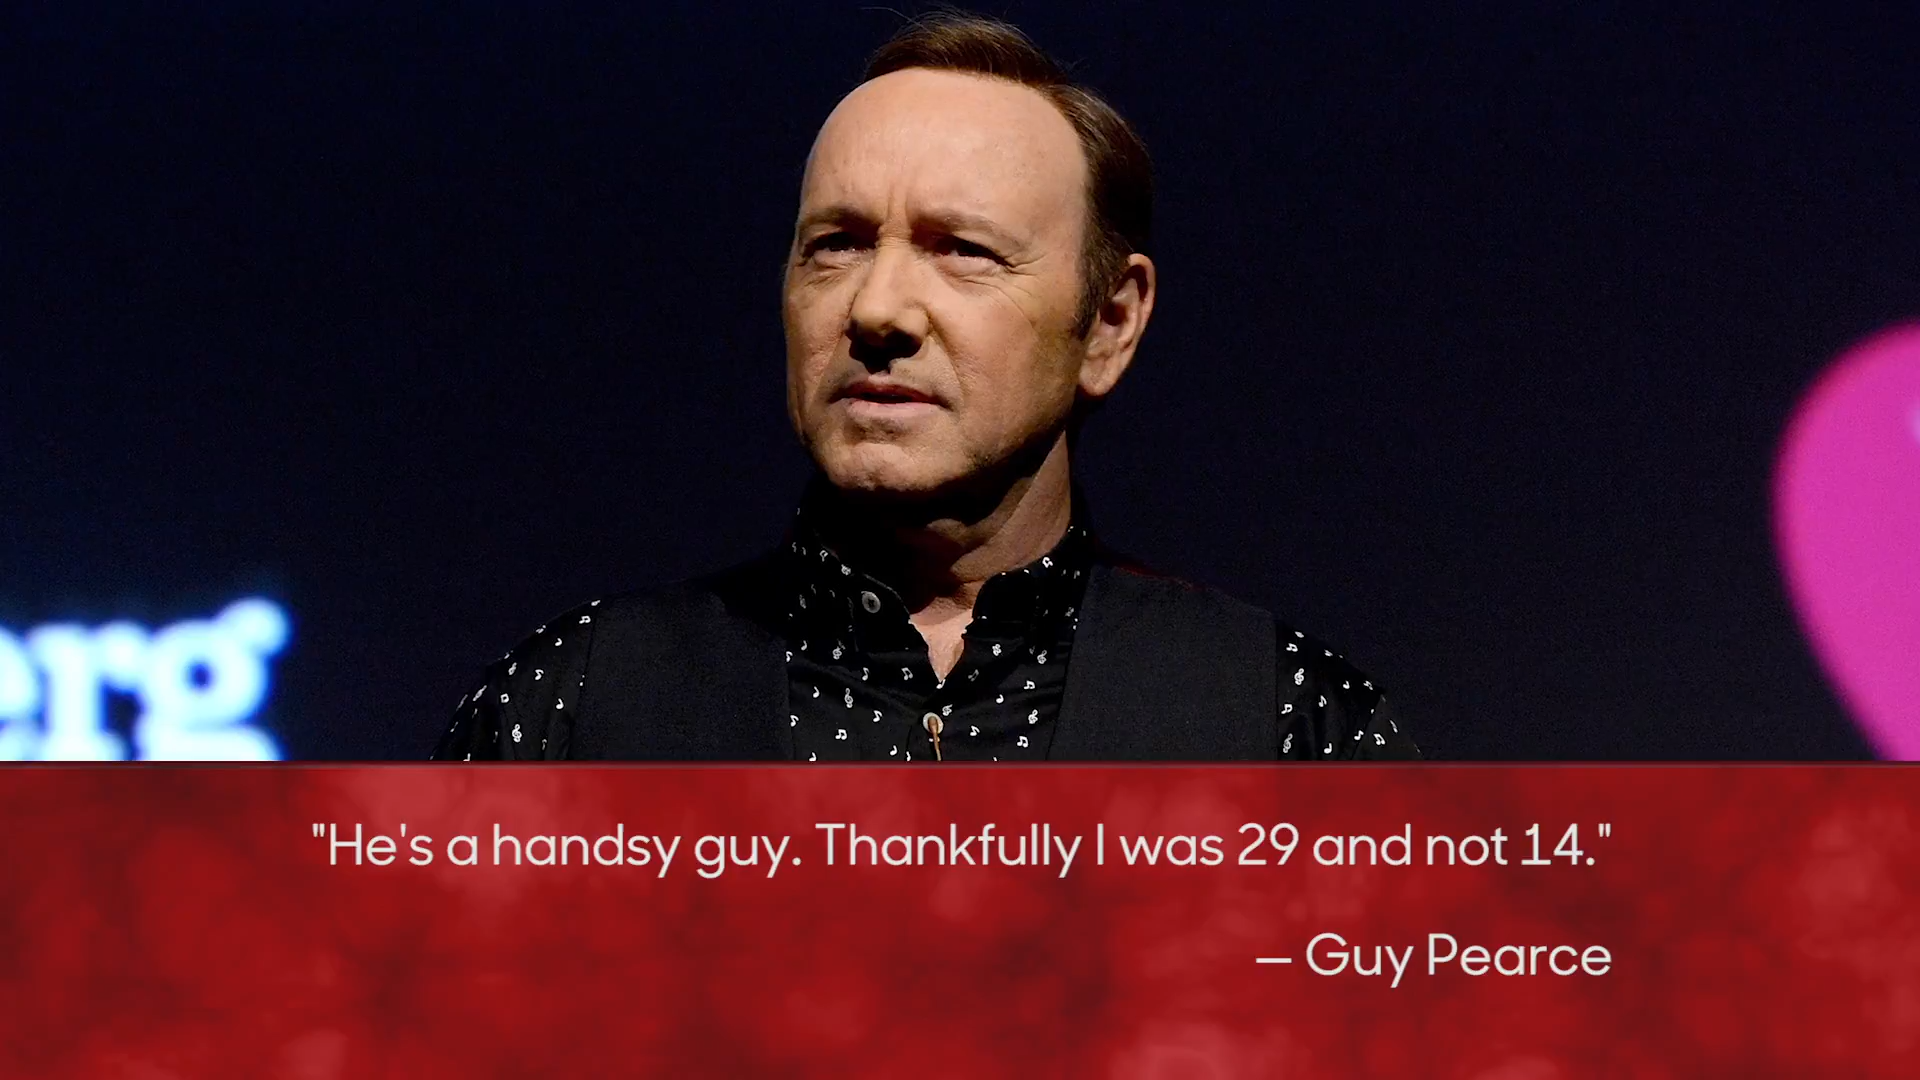 erg
"He's a handsy guy. Thankfully I was 29 and not 14."
– Guy Pearce